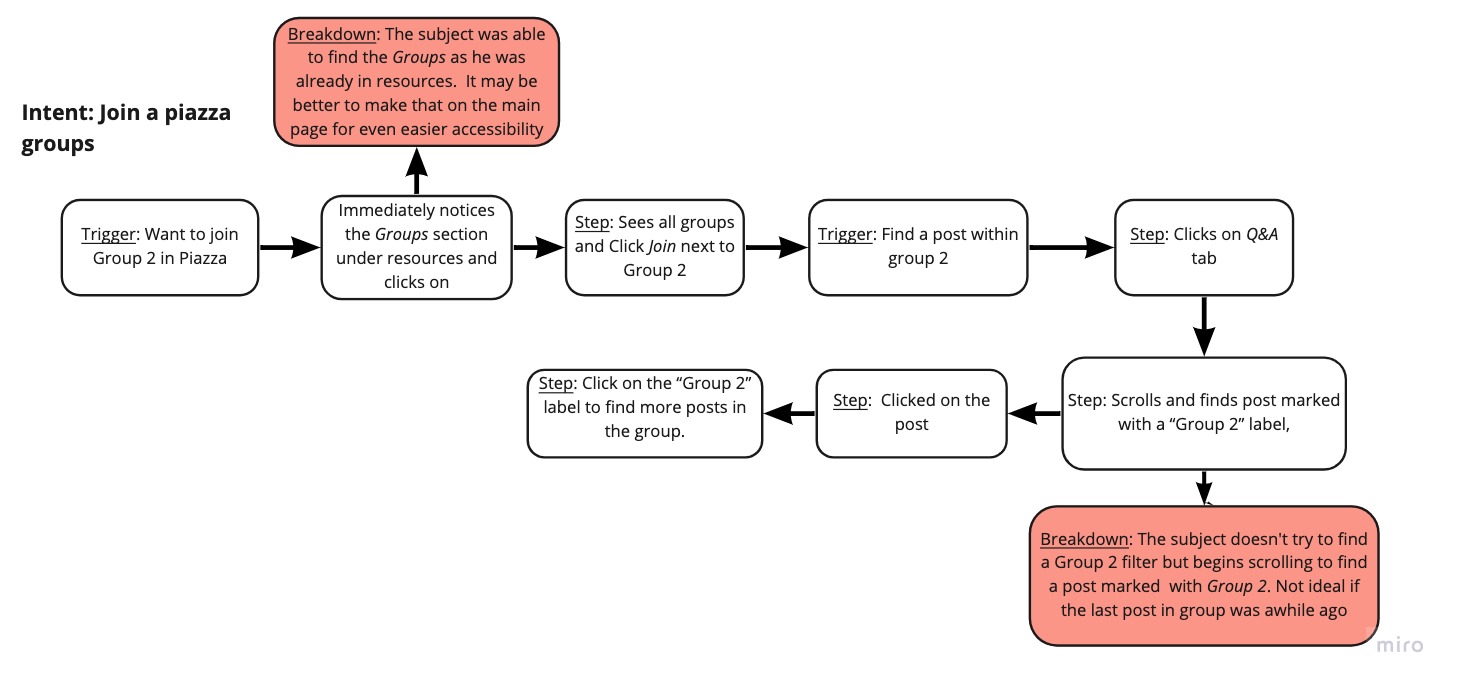 Breakdown: The subject was able
to find the Groups as he was
already in resources.  It may be
better to make that on the main
page for even easier accessibility
Intent: Join a piazza
groups
Trigger: Want to join
Group 2 in Piazza
Immediately notices
the Groups section
under resources and
clicks on
Step: Sees all groups
and Click Join next to
Group 2
Trigger: Find a post within
group 2
Step: Clicks on Q&A
tab
Step: Scrolls and finds post marked
with a “Group 2” label,
Step:  Clicked on the
post
Step: Click on the “Group 2”
label to find more posts in
the group.
Breakdown: The subject doesn't try to find
a Group 2 filter but begins scrolling to find
a post marked  with Group 2. Not ideal if
the last post in group was awhile ago
miro